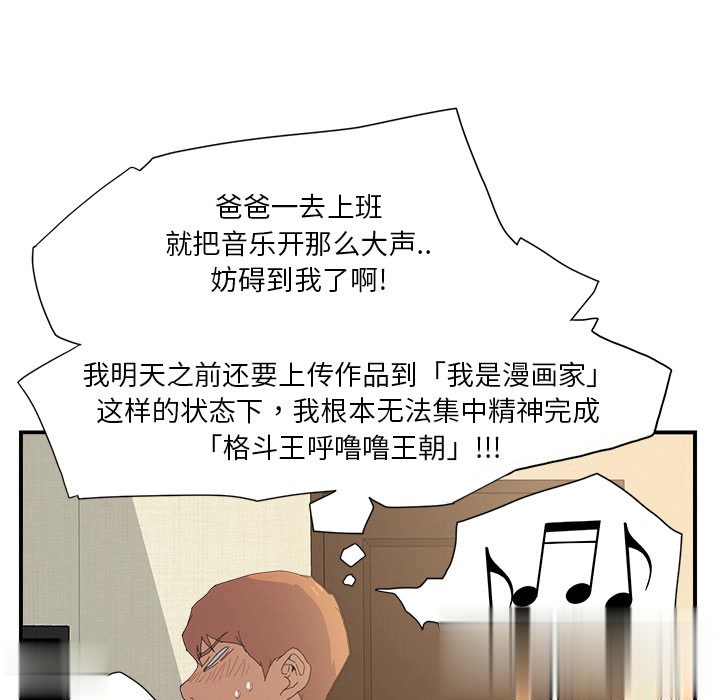 爸爸一去上班
就把音乐开那么大声..
妨碍到我了啊!
我明天之前还要上传作品到「我是漫画家」
这样的状态下，我根本无法集中精神完成
「格斗王呼噜噜王朝」!!!